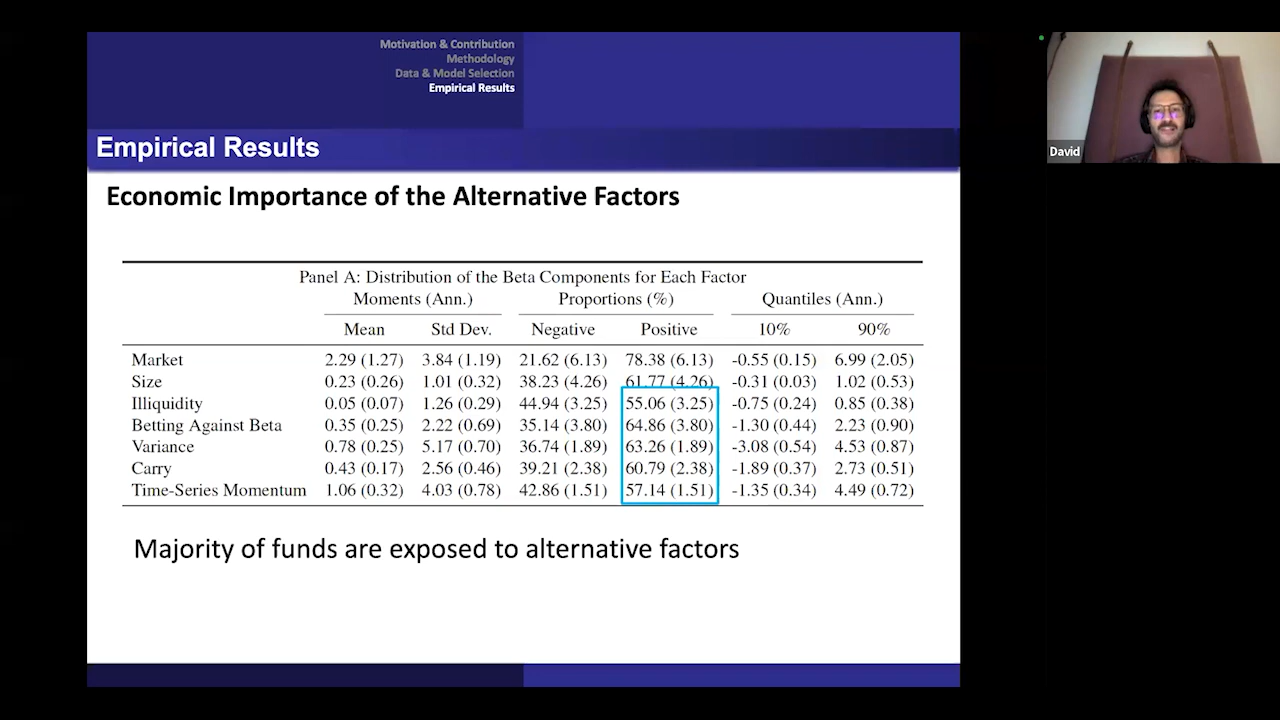 Motivation & Contribution
Methodology
Data & Model Selection
Empirical Results
Empirical Results
Economic Importance of the Alternative Factors
Panel A: Distribution of the Beta Components for Each Factor
Moments (Ann.) Proportions (%) Quantiles (Ann.)
Mean Std Dev. Negative Positive 10% 90%
Market 2.29 (1.27) 3.84 (1.19) 21.62 (6.13) 78.38 (6.13) -0.55 (0.15) 6.99 (2.05)
Size 0.23 (0.26) 1.01 (0.32) 38.23 (4.26) 61.77 (4.26) -0.31 (0.03) 1.02 (0.53)
Illiquidity 0.05 (0.07) 1.26 (0.29) 44.94 (3.25) 55.06 (3.25) -0.75 (0.24) 0.85 (0.38)
Betting Against Beta 0.35 (0.25) 2.22 (0.69) 35.14 (3.80) 64.86 (3.80) -1.30 (0.44) 2.23 (0.90)
Variance 0.78 (0.25) 5.17 (0.70) 36.74 (1.89) 63.26 (1.89) -3.08 (0.54) 4.53 (0.87)
Carry 0.43 (0.17) 2.56 (0.46) 39.21 (2.38) 60.79 (2.38) -1.89 (0.37) 2.73 (0.51)
Time-Series Momentum 1.06 (0.32) 4.03 (0.78) 42.86 (1.51) 57.14 (1.51) -1.35 (0.34) 4.49 (0.72)
Majority of funds are exposed to alternative factors
David